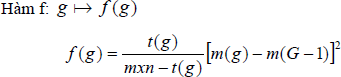 Hàm f: g ↦ f(g)
f(g) = t(g) / (mxn − t(g)) [m(g) − m(G − 1)]²